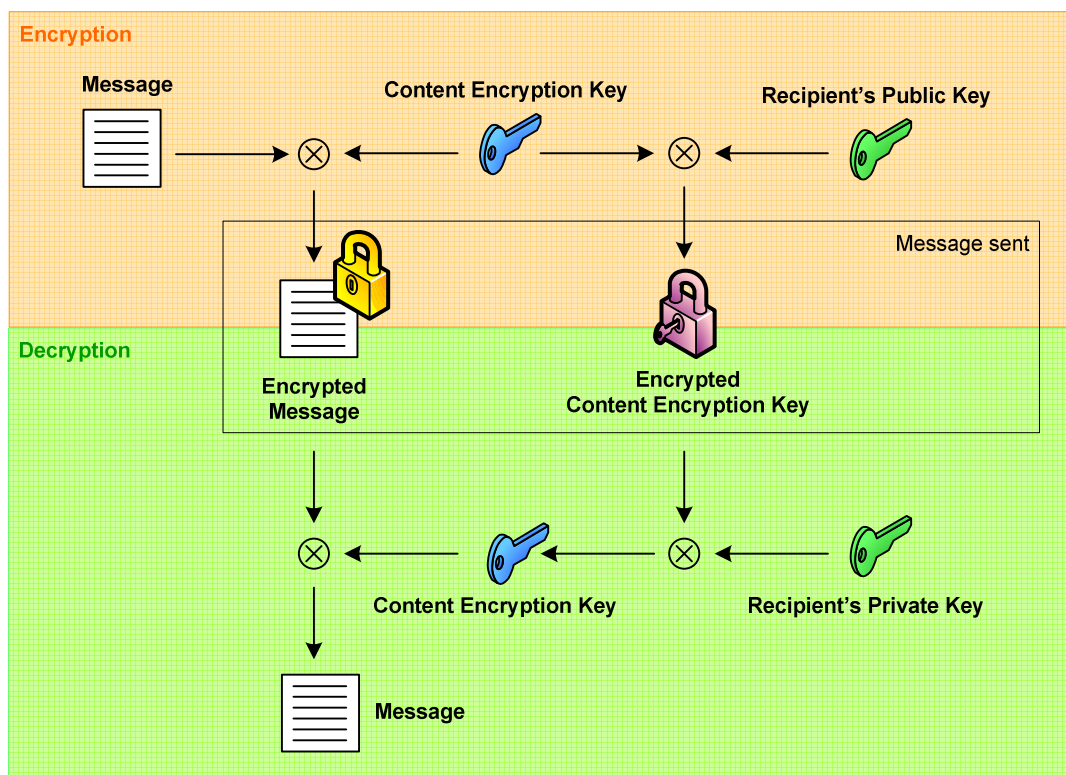 Encryption
Message
Content Encryption Key
Recipient’s Public Key
Message sent
Decryption
Encrypted
Message
Encrypted
Content Encryption Key
Content Encryption Key
Recipient’s Private Key
Message